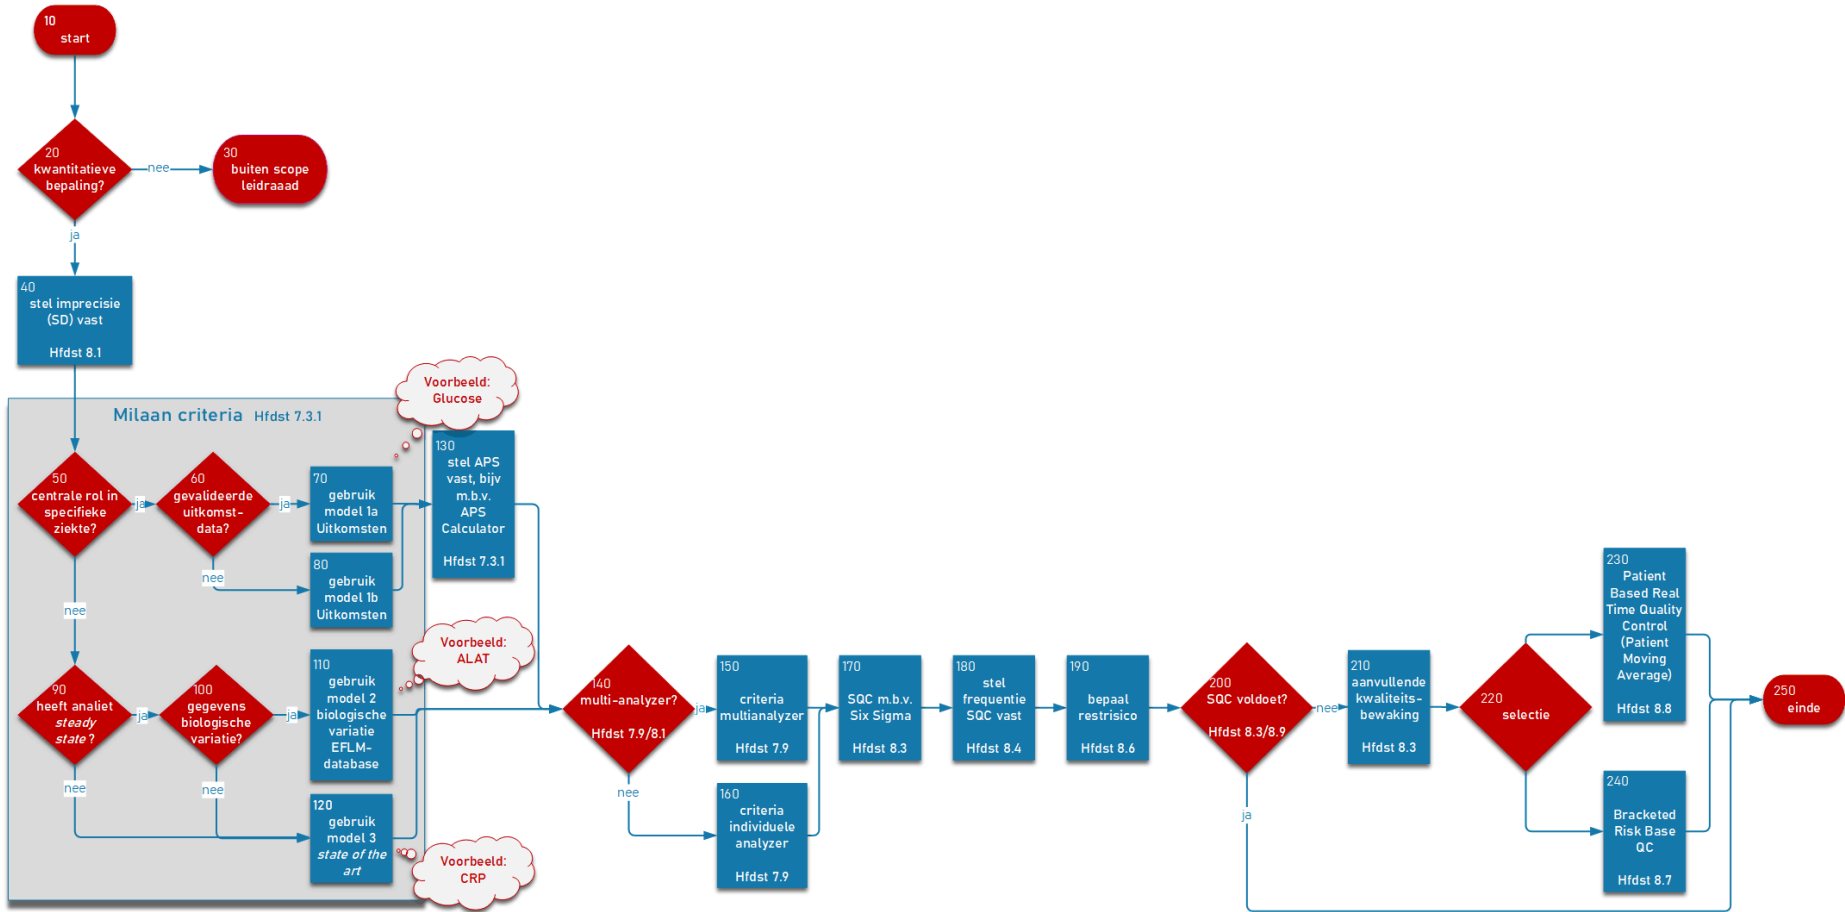 10
start
20
kwantitatieve
bepaling?
nee
30
buiten scope
leidraaad
ja
40
stel imprecisie
(SD) vast
Hfdst 8.1
Milaan criteria Hfdst 7.3.1
Voorbeeld:
Glucose
50
centrale rol in
specifieke
ziekte?
ja
60
gevalideerde
uitkomst-
data?
ja
70
gebruik
model 1a
Uitkomsten
nee
80
gebruik
model 1b
Uitkomsten
130
stel APS
vast, bijv
m.b.v.
APS
Calculator
Hfdst 7.3.1
nee
90
heeft analiet
steady
state ?
ja
100
gegevens
biologische
variatie?
ja
110
gebruik
model 2
biologische
variatie
EFLM-
database
Voorbeeld:
ALAT
nee
nee
120
gebruik
model 3
state of the
art
Voorbeeld:
CRP
140
multi-analyzer?
Hfdst 7.9/8.1
ja
150
criteria
multianalyzer
Hfdst 7.9
nee
160
criteria
individuele
analyzer
Hfdst 7.9
170
SQC m.b.v.
Six Sigma
Hfdst 8.3
180
stel
frequentie
SQC vast
Hfdst 8.4
190
bepaal
restrisico
Hfdst 8.6
200
SQC voldoet?
Hfdst 8.3/8.9
nee
ja
210
aanvullende
kwaliteits-
bewaking
Hfdst 8.3
220
selectie
230
Patient
Based Real
Time Quality
Control
(Patient
Moving
Average)
Hfdst 8.8
240
Bracketed
Risk Base
QC
Hfdst 8.7
250
einde